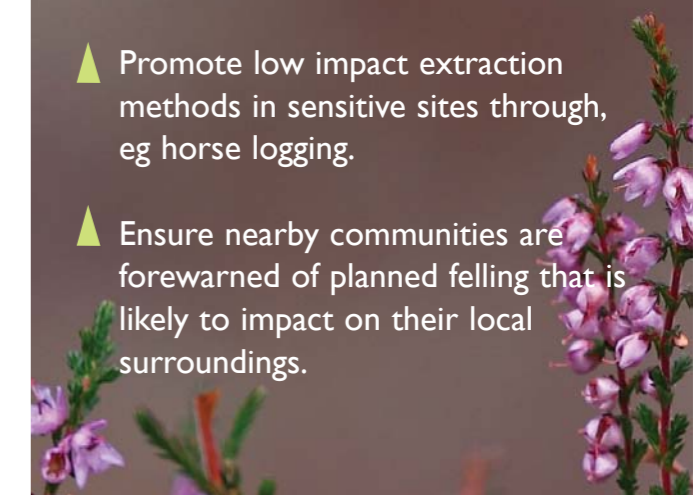 Promote low impact extraction
methods in sensitive sites through,
eg horse logging.
Ensure nearby communities are
forewarned of planned felling that is
likely to impact on their local
surroundings.